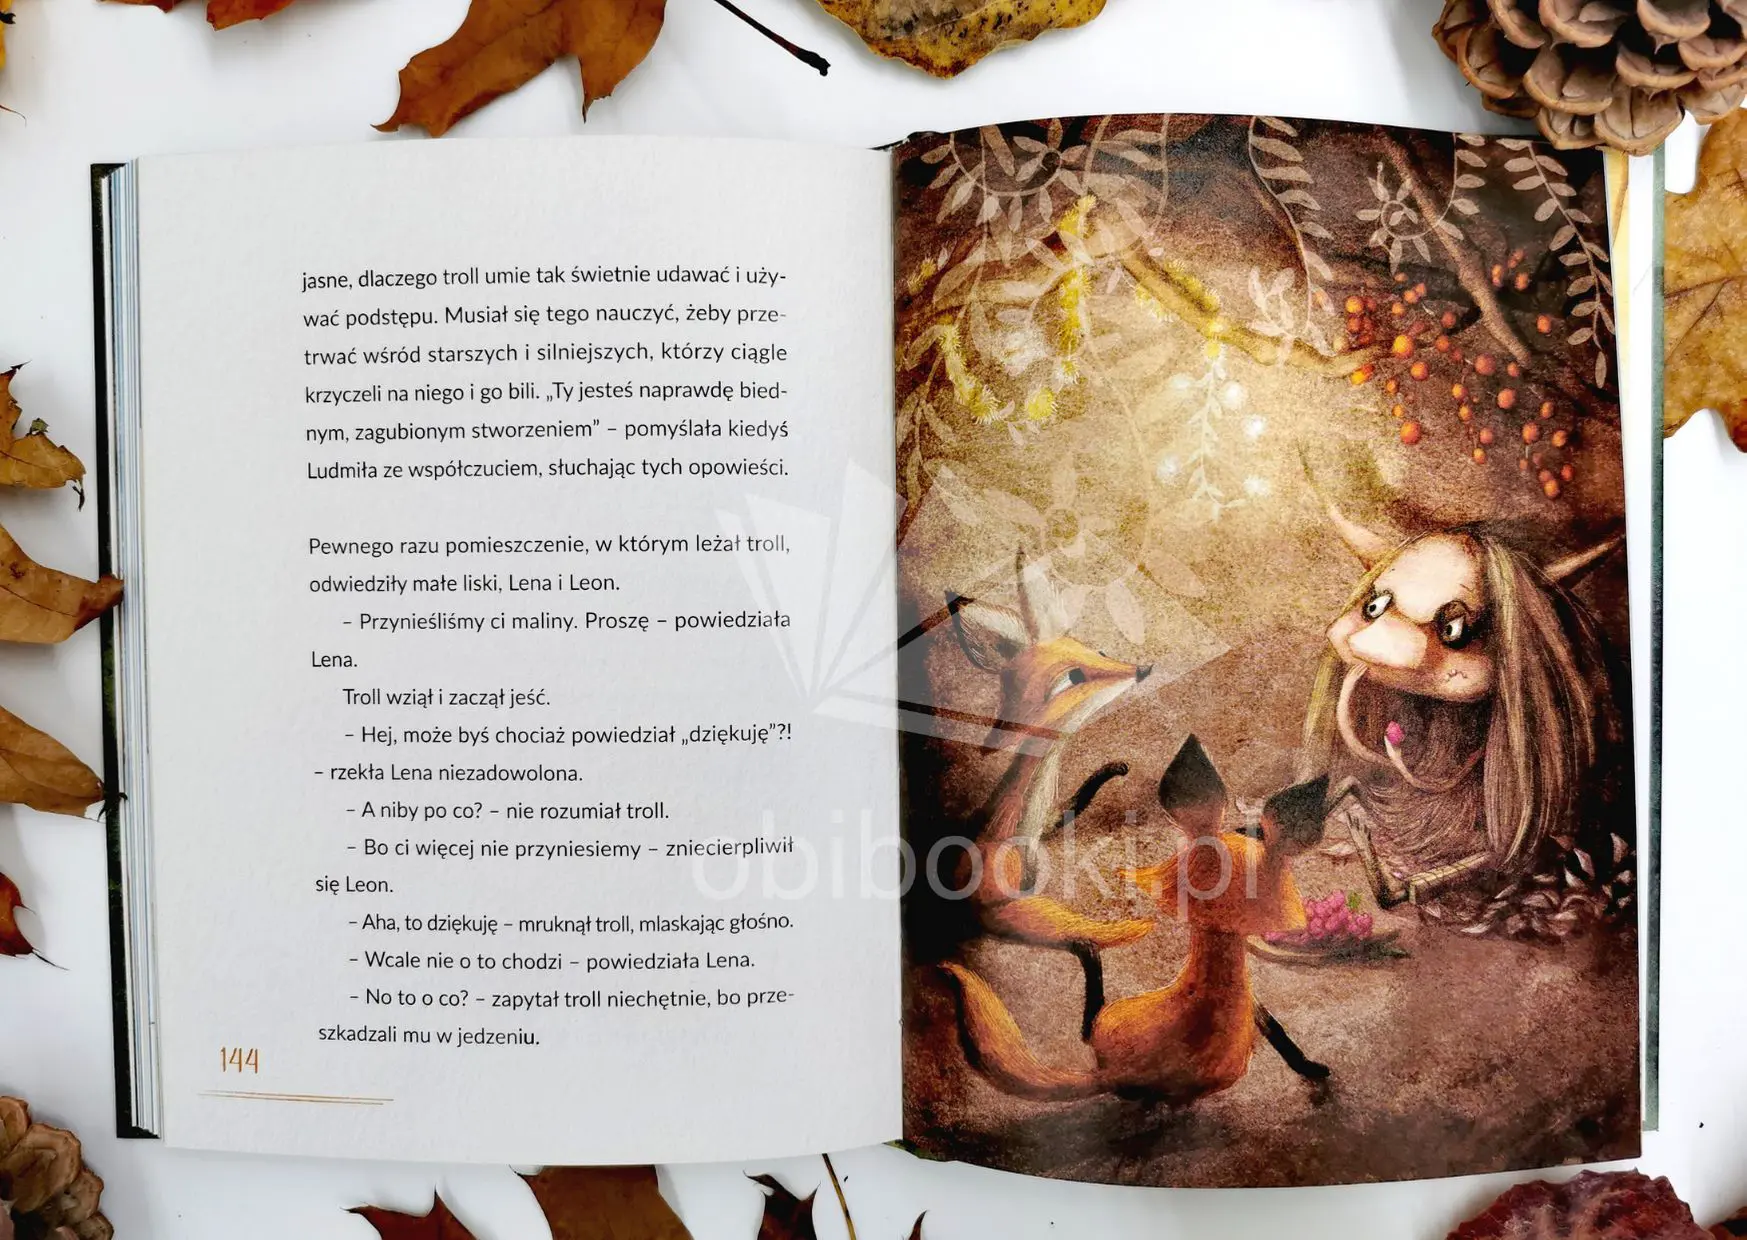 jasne, dlaczego troll umie tak świetnie udawać i uży-
wać podstępu. Musiał się tego nauczyć, żeby prze-
trwać wśród starszych i silniejszych, którzy ciągle
krzyczeli na niego i go bili. „Ty jesteś naprawdę bied-
nym, zagubionym stworzeniem” – pomyślała kiedyś
Ludmiła ze współczuciem, słuchając tych opowieści.
Pewnego razu pomieszczenie, w którym leżał troll,
odwiedziły małe liski, Lena i Leon.
– Przynieśliśmy ci maliny. Proszę – powiedziała
Lena.
Troll wziął i zaczął jeść.
– Hej, może byś chociaż powiedział „dziękuję”?!
– rzekła Lena niezadowolona.
– A niby po co? – nie rozumiał troll.
– Bo ci więcej nie przyniesiemy – zniecierpliwił
się Leon.
– Aha, to dziękuję – mruknął troll, mlaskając głośno.
– Wcale nie o to chodzi – powiedziała Lena.
– No to o co? – zapytał troll niechętnie, bo prze-
szkadzali mu w jedzeniu.
144
obibooki.pl